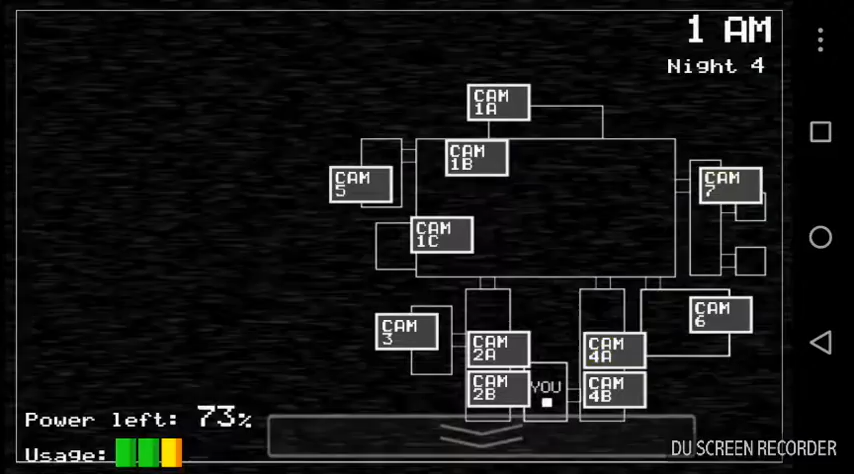 1 AM
Night 4
CAM
1A
CAM
1B
CAM
5
CAM
7
CAM
1C
CAM
6
CAM
3
CAM
2A
CAM
4A
CAM
2B
YOU
CAM
4B
Power left: 73%
Usage:
DU SCREEN RECORDER